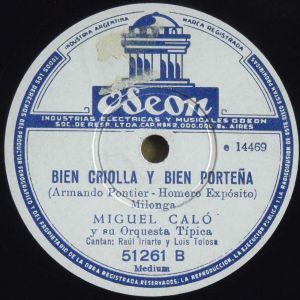 INDUSTRIA ARGENTINA
MARCA REGISTRADA
Odeon
INDUSTRIAS ELECTRICAS Y MUSICALES ODEON
SOC. DE RESP. LTDA. CAP. M$N 2.000.000 Bs. AIRES
e 14469
BIEN CRIOLLA Y BIEN PORTEÑA
(Armando Pontier - Homero Expósito)
Milonga
MIGUEL CALÓ
y su Orquesta Típica
Cantan: Raúl Iriarte y Luis Tolosa
51261 B
Medium